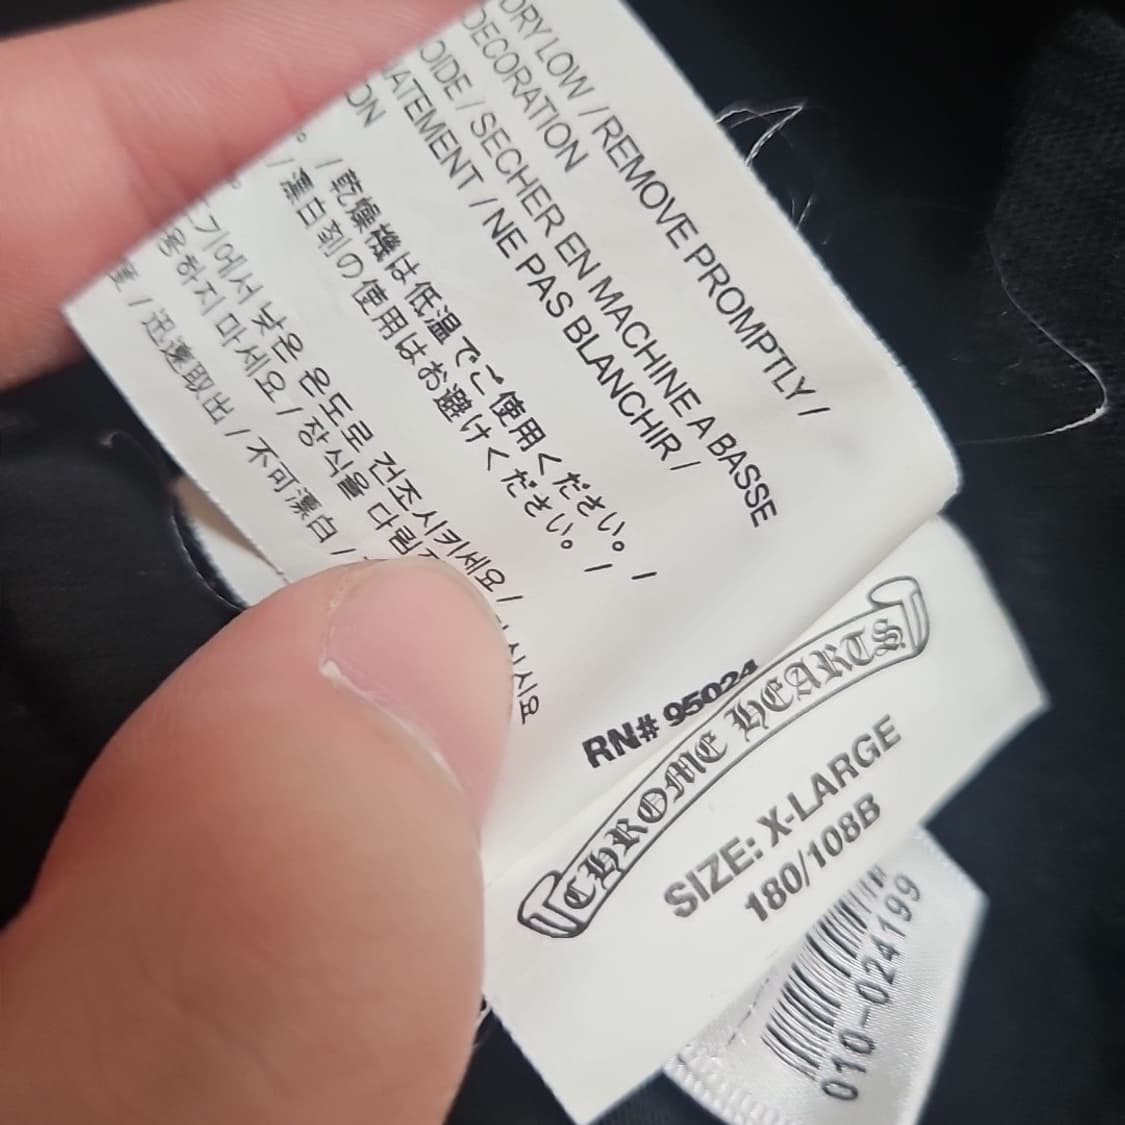 DRY LOW / REMOVE PROMPTLY /
DECORATION
OIDE / SECHER EN MACHINE A BASSE
ATEMENT / NE PAS BLANCHIR /
ON
/ 乾燥機は低温でご使用ください。 /
/ 漂白剤の使用はお避けください。 /
기에서 낮은 온도로 건조 시키세요 /
용 하지 마세요 / 장식을 다림
십시요
/ 迅速取出 / 不可漂白 /
RN# 95024
CHROME HEARTS
SIZE: X-LARGE
180/108B
010-024199